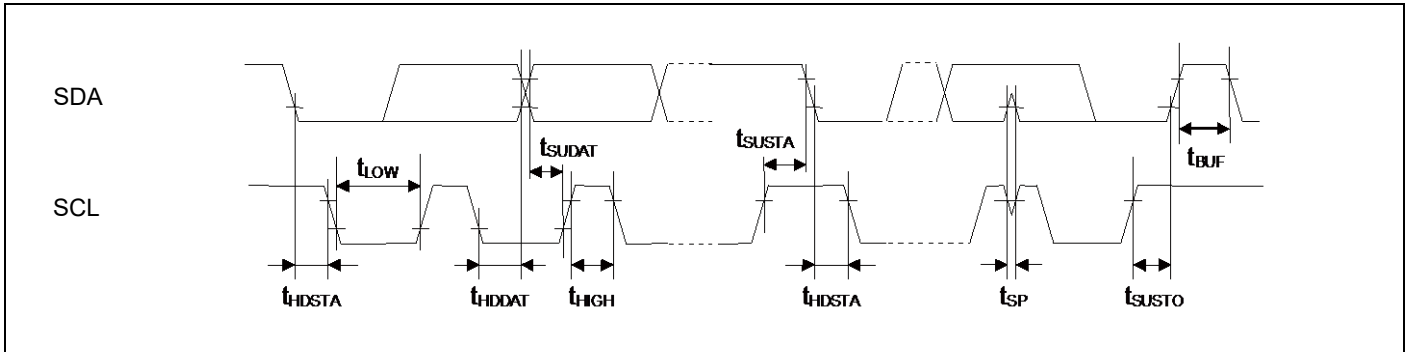 SDA
tSUDAT
tSUSTA
tBUF
tLOW
SCL
tHDSTA
tHDDAT
tHIGH
tHDSTA
tSP
tSUSTO